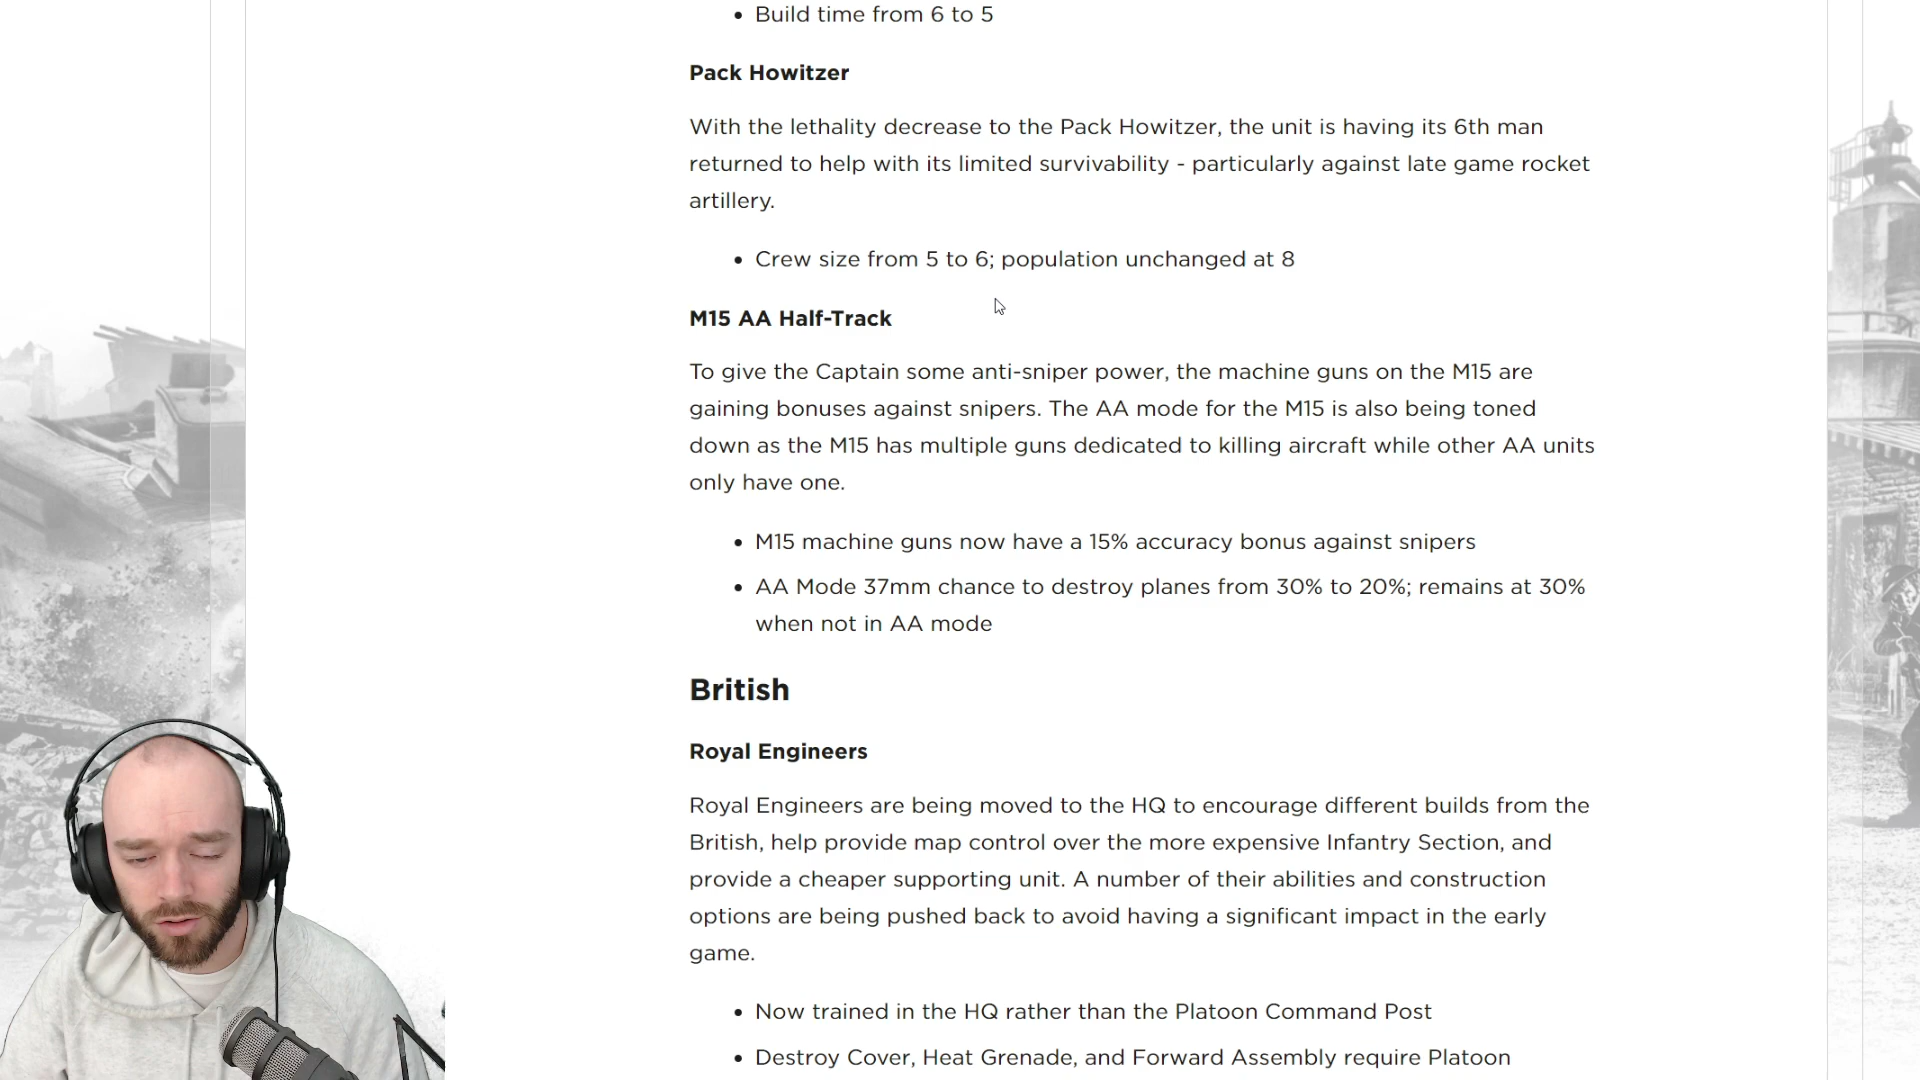 Build time from 6 to 5
Pack Howitzer
With the lethality decrease to the Pack Howitzer, the unit is having its 6th man
returned to help with its limited survivability - particularly against late game rocket
artillery.
Crew size from 5 to 6; population unchanged at 8
M15 AA Half-Track
To give the Captain some anti-sniper power, the machine guns on the M15 are
gaining bonuses against snipers. The AA mode for the M15 is also being toned
down as the M15 has multiple guns dedicated to killing aircraft while other AA units
only have one.
M15 machine guns now have a 15% accuracy bonus against snipers
AA Mode 37mm chance to destroy planes from 30% to 20%; remains at 30%
when not in AA mode
British
Royal Engineers
Royal Engineers are being moved to the HQ to encourage different builds from the
British, help provide map control over the more expensive Infantry Section, and
provide a cheaper supporting unit. A number of their abilities and construction
options are being pushed back to avoid having a significant impact in the early
game.
Now trained in the HQ rather than the Platoon Command Post
Destroy Cover, Heat Grenade, and Forward Assembly require Platoon